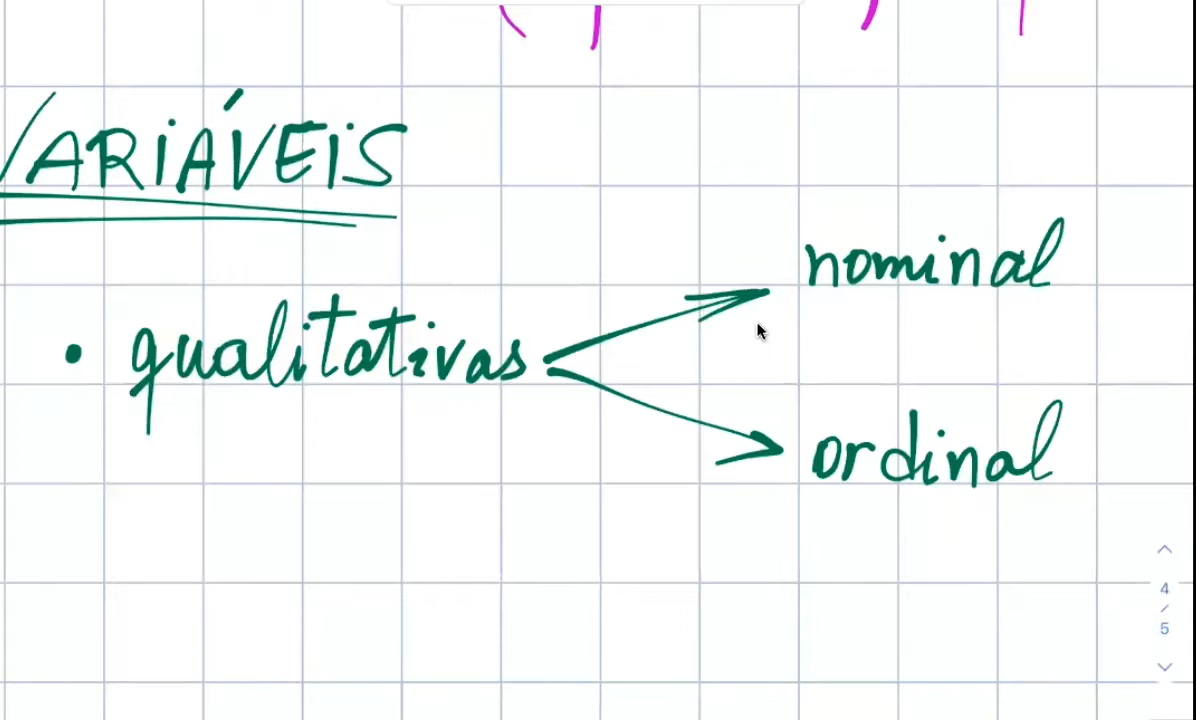 VARIÁVEIS
nominal
• qualitativas
ordinal
4
/
5